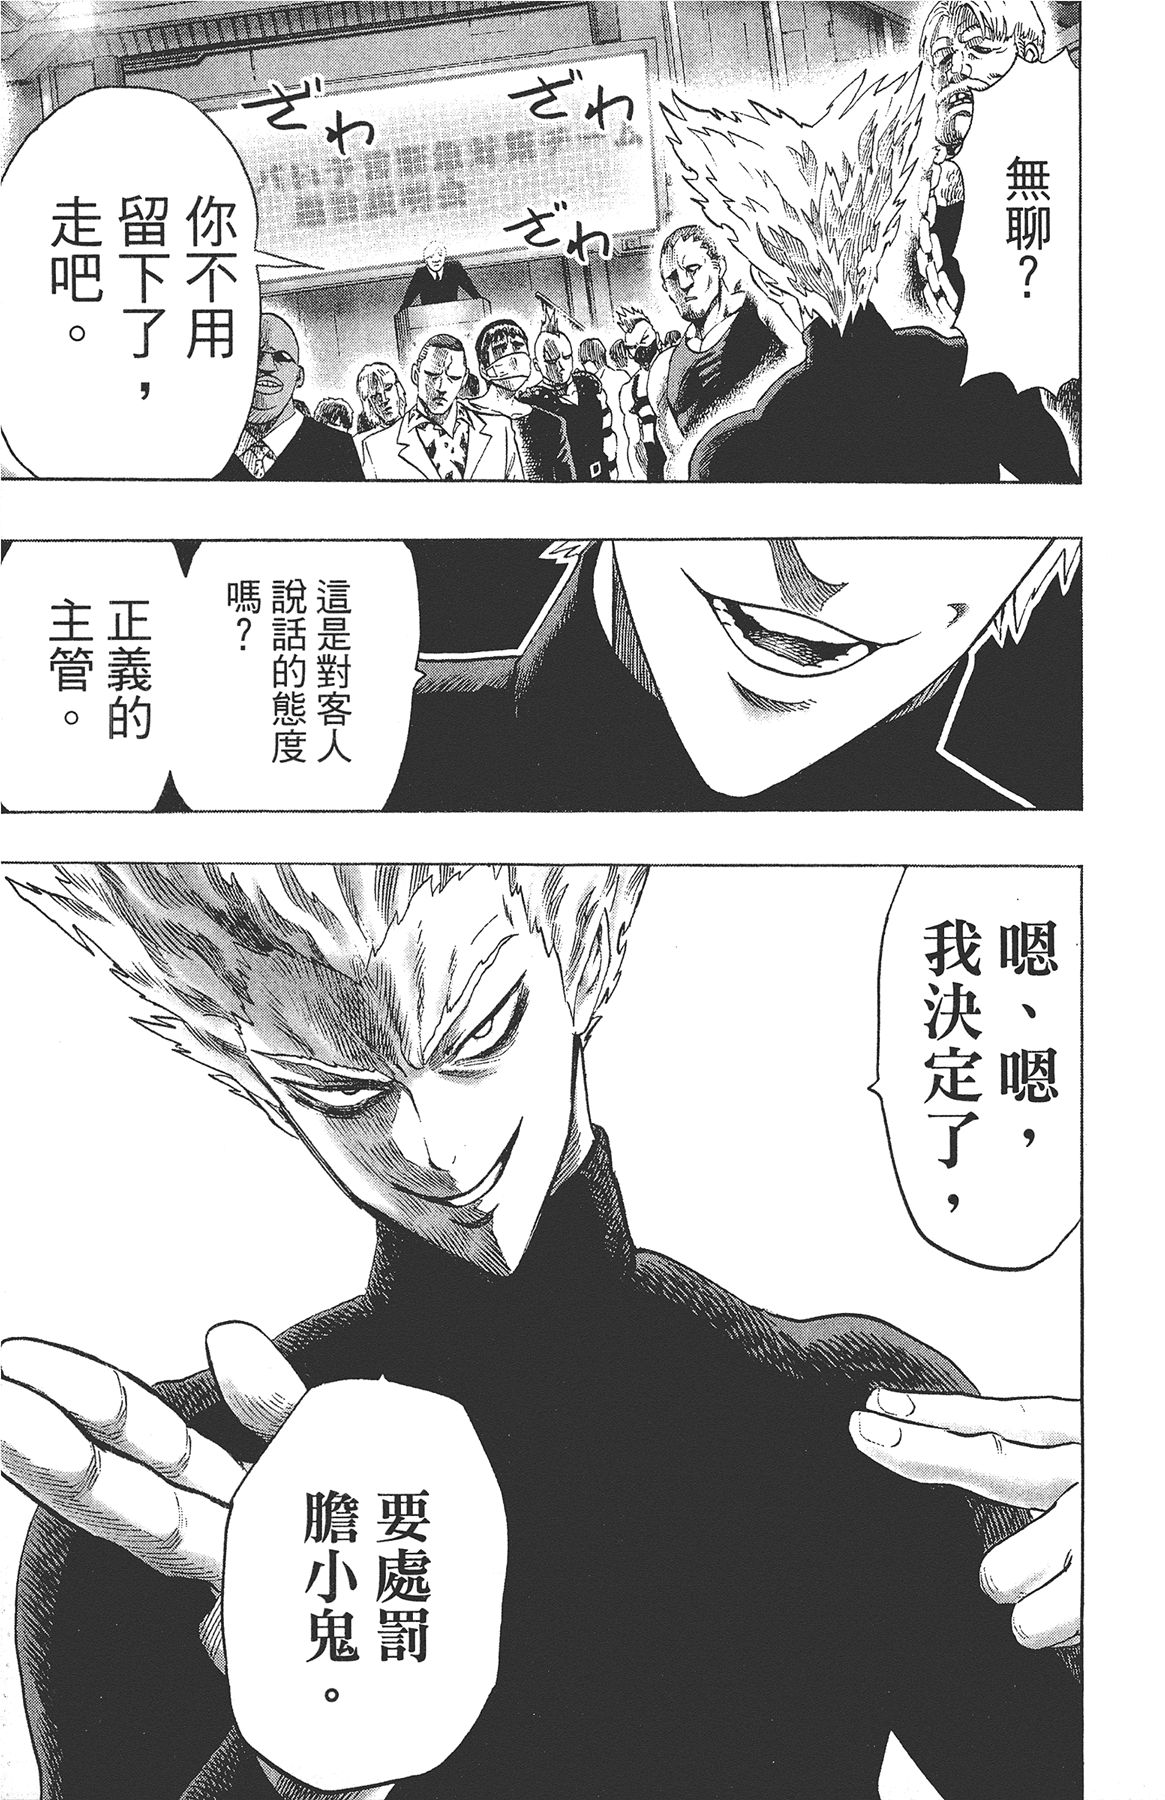 無聊？
ざわ
ざわ
ざわ
你不用
留下了，
走吧。
這是對客人
說話的態度
嗎？
正義的
主管。
嗯、嗯，
我決定了，
要處罰
膽小鬼。